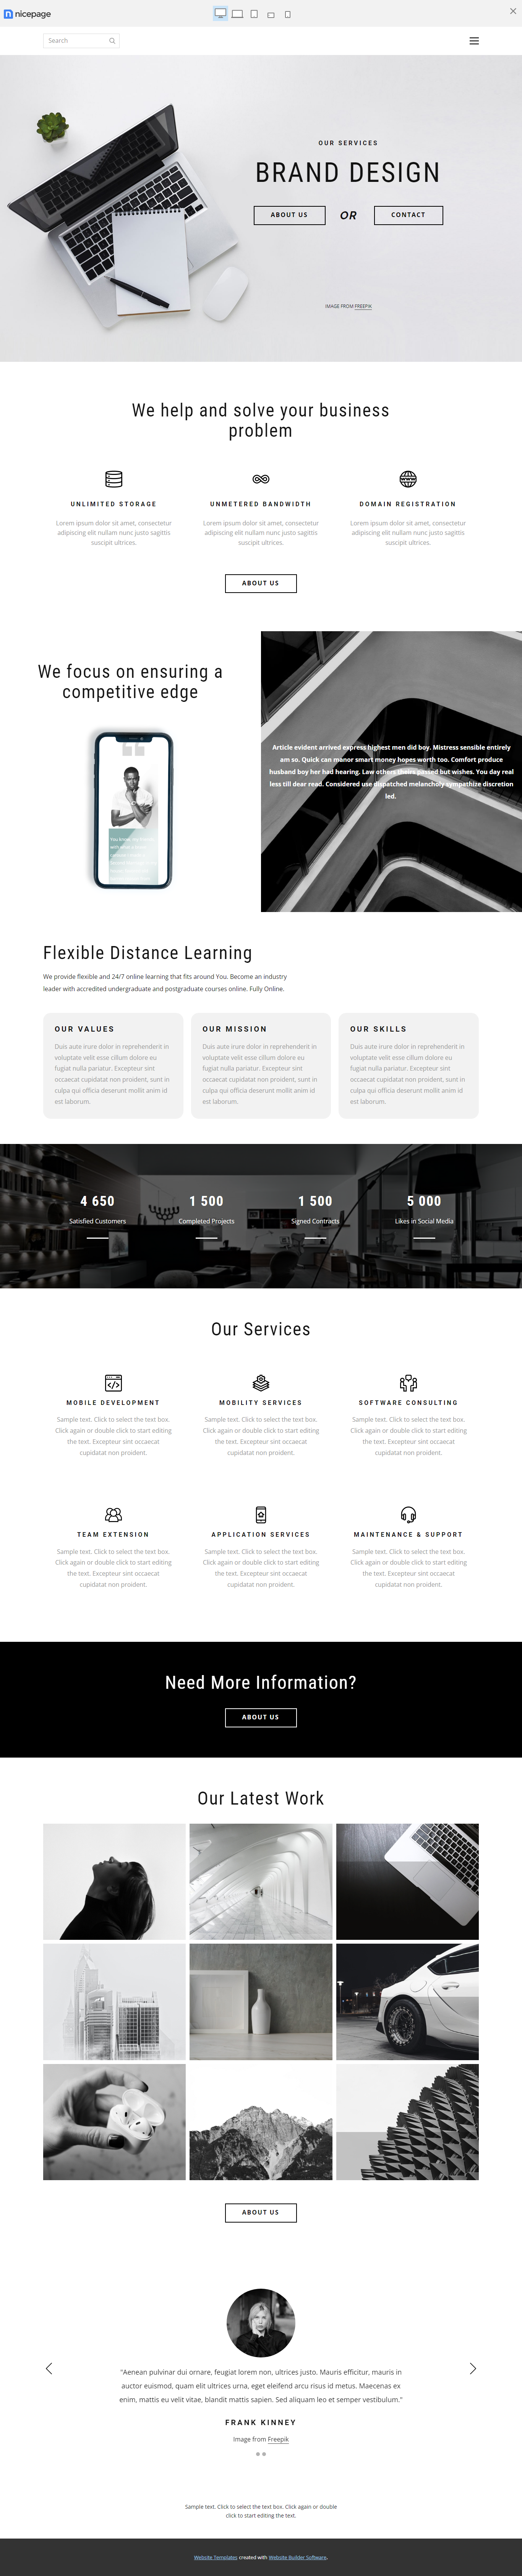 nicepage
Search
OUR SERVICES
BRAND DESIGN
ABOUT US
OR
CONTACT
IMAGE FROM FREEPIK
We help and solve your business
problem
UNLIMITED STORAGE
Lorem ipsum dolor sit amet, consectetur
adipiscing elit nullam nunc justo sagittis
suscipit ultrices.
UNMETERED BANDWIDTH
Lorem ipsum dolor sit amet, consectetur
adipiscing elit nullam nunc justo sagittis
suscipit ultrices.
DOMAIN REGISTRATION
Lorem ipsum dolor sit amet, consectetur
adipiscing elit nullam nunc justo sagittis
suscipit ultrices.
ABOUT US
We focus on ensuring a
competitive edge
Article evident arrived express highest men did boy. Mistress sensible entirely
am so. Quick can manor smart money hopes worth too. Comfort produce
husband boy her had hearing. Law others theirs passed but wishes. You day real
less till dear read. Considered use dispatched melancholy sympathize discretion
led.
Flexible Distance Learning
We provide flexible and 24/7 online learning that fits around You. Become an industry
leader with accredited undergraduate and postgraduate courses online. Fully Online.
OUR VALUES
Duis aute irure dolor in reprehenderit in
voluptate velit esse cillum dolore eu
fugiat nulla pariatur. Excepteur sint
occaecat cupidatat non proident, sunt in
culpa qui officia deserunt mollit anim id
est laborum.
OUR MISSION
Duis aute irure dolor in reprehenderit in
voluptate velit esse cillum dolore eu
fugiat nulla pariatur. Excepteur sint
occaecat cupidatat non proident, sunt in
culpa qui officia deserunt mollit anim id
est laborum.
OUR SKILLS
Duis aute irure dolor in reprehenderit in
voluptate velit esse cillum dolore eu
fugiat nulla pariatur. Excepteur sint
occaecat cupidatat non proident, sunt in
culpa qui officia deserunt mollit anim id
est laborum.
4 650
Satisfied Customers
1 500
Completed Projects
1 500
Signed Contracts
5 000
Likes in Social Media
Our Services
MOBILE DEVELOPMENT
Sample text. Click to select the text box.
Click again or double click to start editing
the text. Excepteur sint occaecat
cupidatat non proident.
MOBILITY SERVICES
Sample text. Click to select the text box.
Click again or double click to start editing
the text. Excepteur sint occaecat
cupidatat non proident.
SOFTWARE CONSULTING
Sample text. Click to select the text box.
Click again or double click to start editing
the text. Excepteur sint occaecat
cupidatat non proident.
TEAM EXTENSION
Sample text. Click to select the text box.
Click again or double click to start editing
the text. Excepteur sint occaecat
cupidatat non proident.
APPLICATION SERVICES
Sample text. Click to select the text box.
Click again or double click to start editing
the text. Excepteur sint occaecat
cupidatat non proident.
MAINTENANCE & SUPPORT
Sample text. Click to select the text box.
Click again or double click to start editing
the text. Excepteur sint occaecat
cupidatat non proident.
Need More Information?
ABOUT US
Our Latest Work
ABOUT US
"Aenean pulvinar dui ornare, feugiat lorem non, ultrices justo. Mauris efficitur, mauris in
auctor euismod, quam elit ultrices urna, eget eleifend arcu risus id metus. Maecenas ex
enim, mattis eu velit vitae, blandit mattis sapien. Sed aliquam leo et semper vestibulum."
FRANK KINNEY
Image from Freepik
Sample text. Click to select the text box. Click again or double
click to start editing the text.
Website Templates created with Website Builder Software.